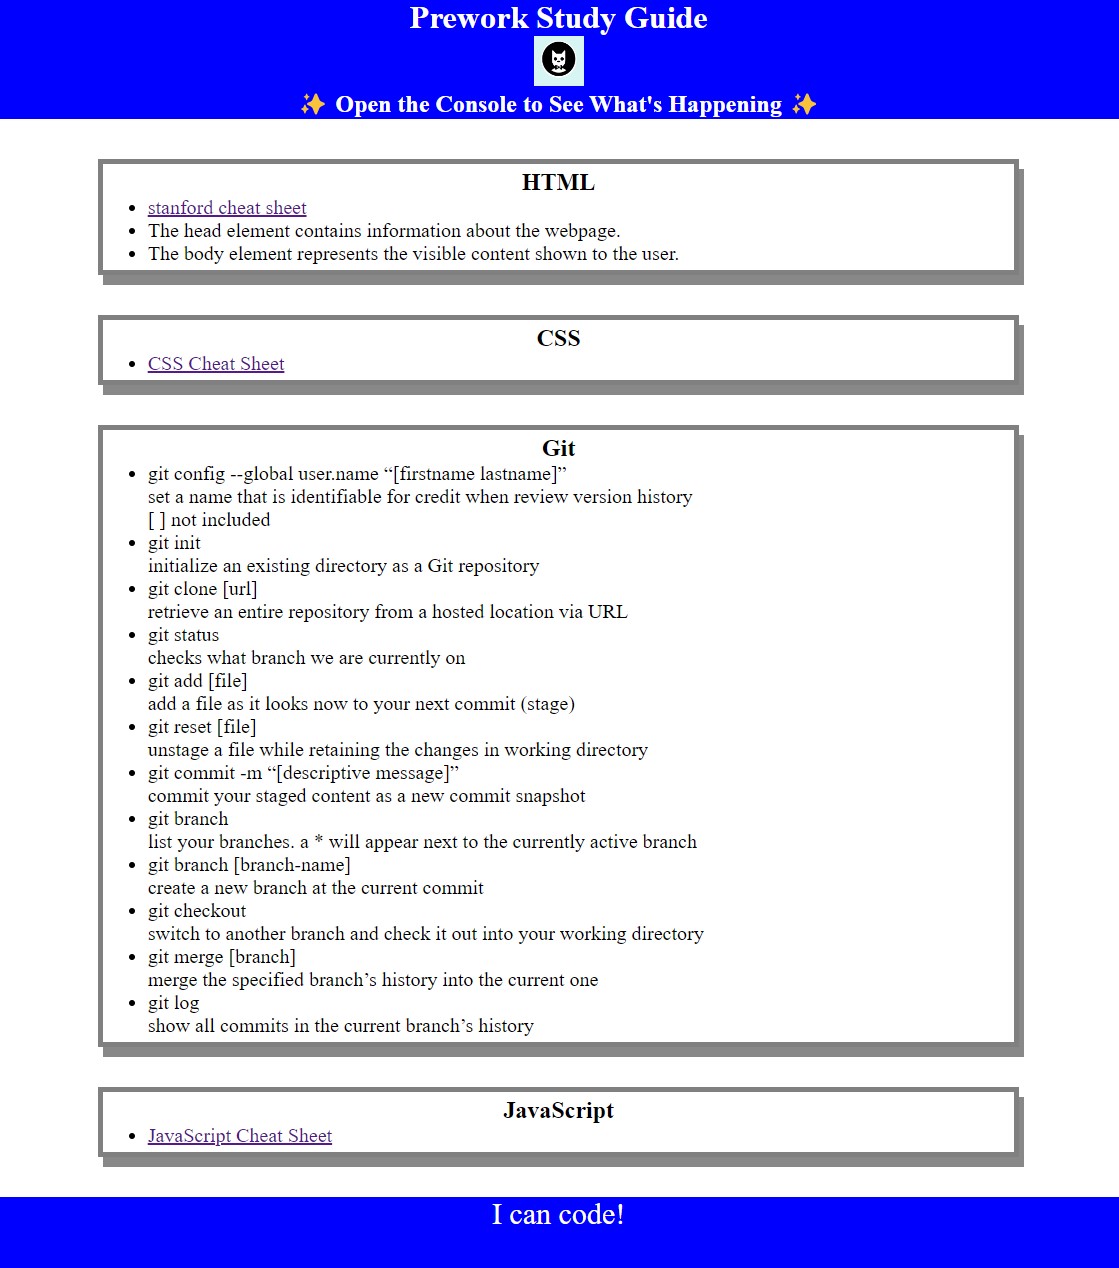 Prework Study Guide
✨ Open the Console to See What's Happening ✨
HTML
• stanford cheat sheet
• The head element contains information about the webpage.
• The body element represents the visible content shown to the user.
CSS
• CSS Cheat Sheet
Git
• git config --global user.name “[firstname lastname]”
set a name that is identifiable for credit when review version history
[ ] not included
• git init
initialize an existing directory as a Git repository
• git clone [url]
retrieve an entire repository from a hosted location via URL
• git status
checks what branch we are currently on
• git add [file]
add a file as it looks now to your next commit (stage)
• git reset [file]
unstage a file while retaining the changes in working directory
• git commit -m “[descriptive message]”
commit your staged content as a new commit snapshot
• git branch
list your branches. a * will appear next to the currently active branch
• git branch [branch-name]
create a new branch at the current commit
• git checkout
switch to another branch and check it out into your working directory
• git merge [branch]
merge the specified branch’s history into the current one
• git log
show all commits in the current branch’s history
JavaScript
• JavaScript Cheat Sheet
I can code!